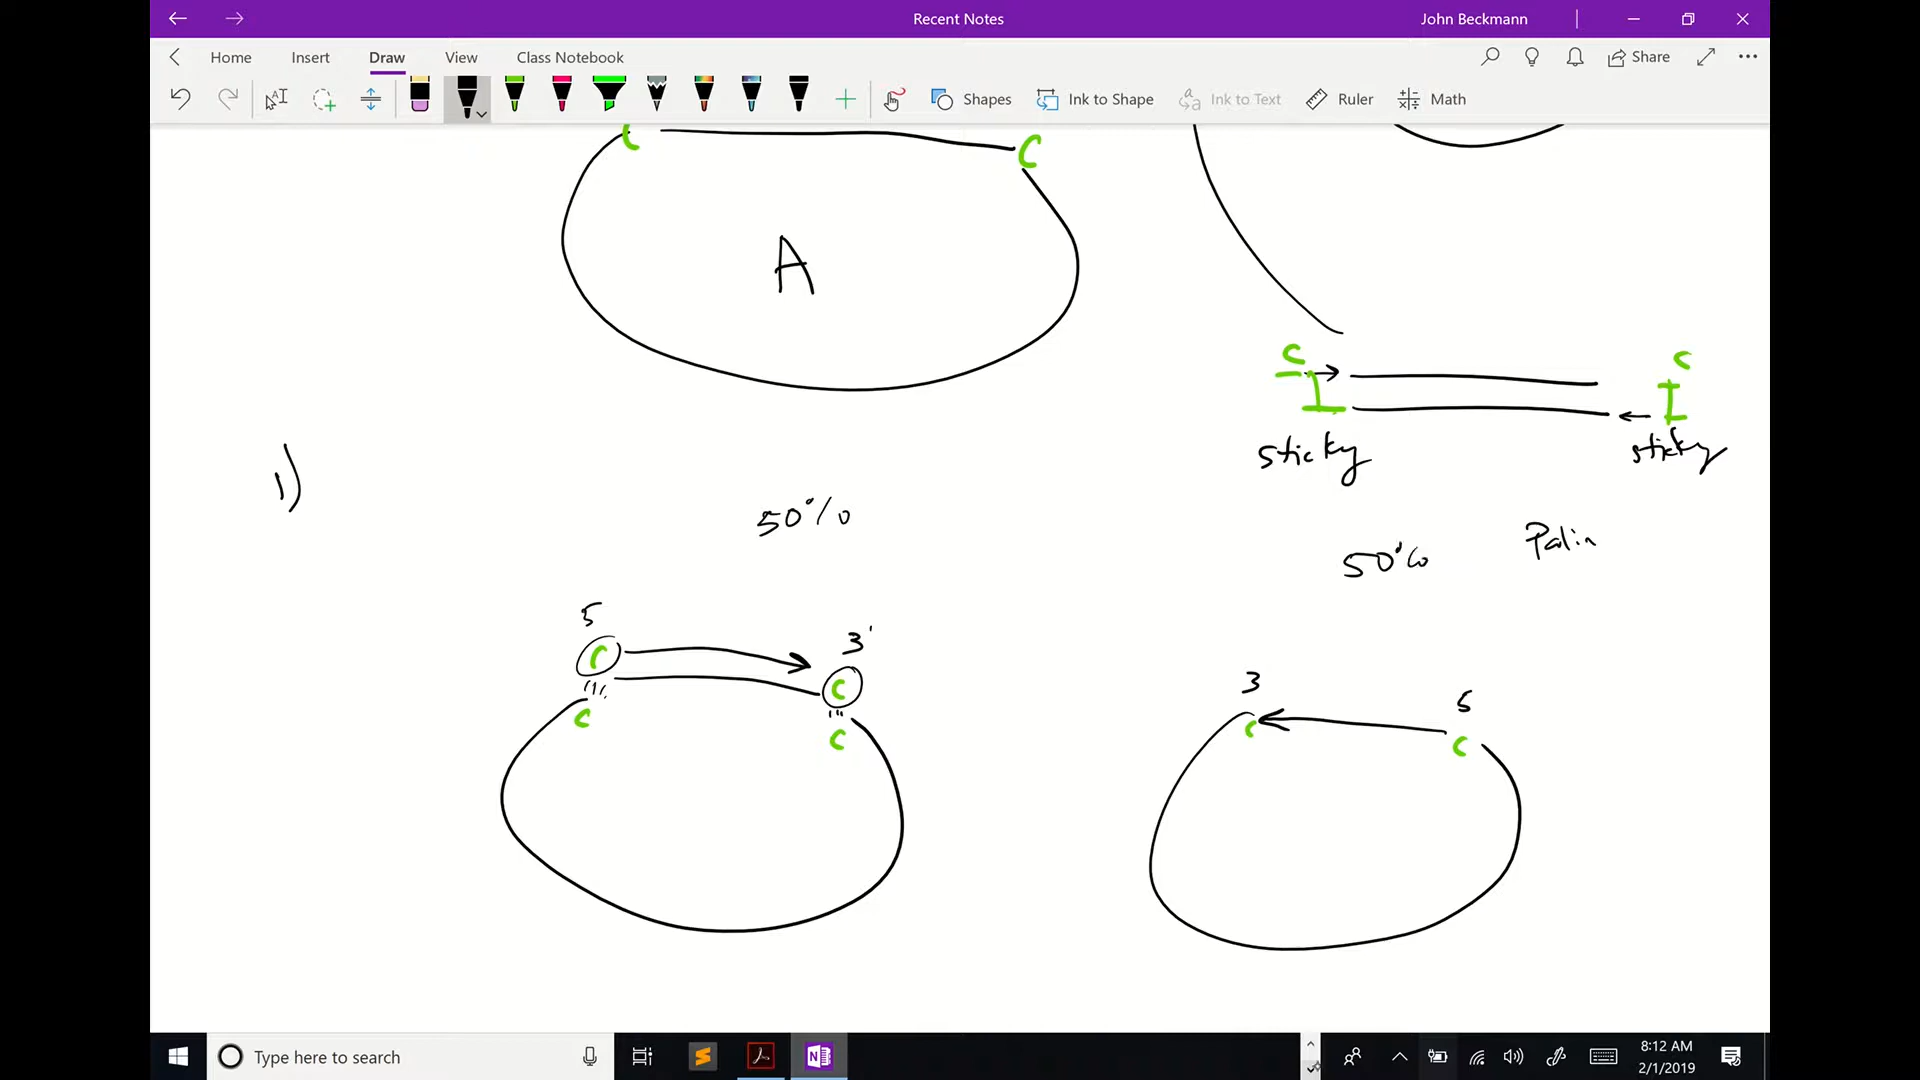 Recent Notes
John Beckmann
Home Insert Draw View Class Notebook
Share
Shapes Ink to Shape Ink to Text Ruler Math
C C
A
C C
sticky sticky
1)
50%
50%
Palin
5 3'
C C
C C
3 5
C C
Type here to search
8:12 AM
2/1/2019